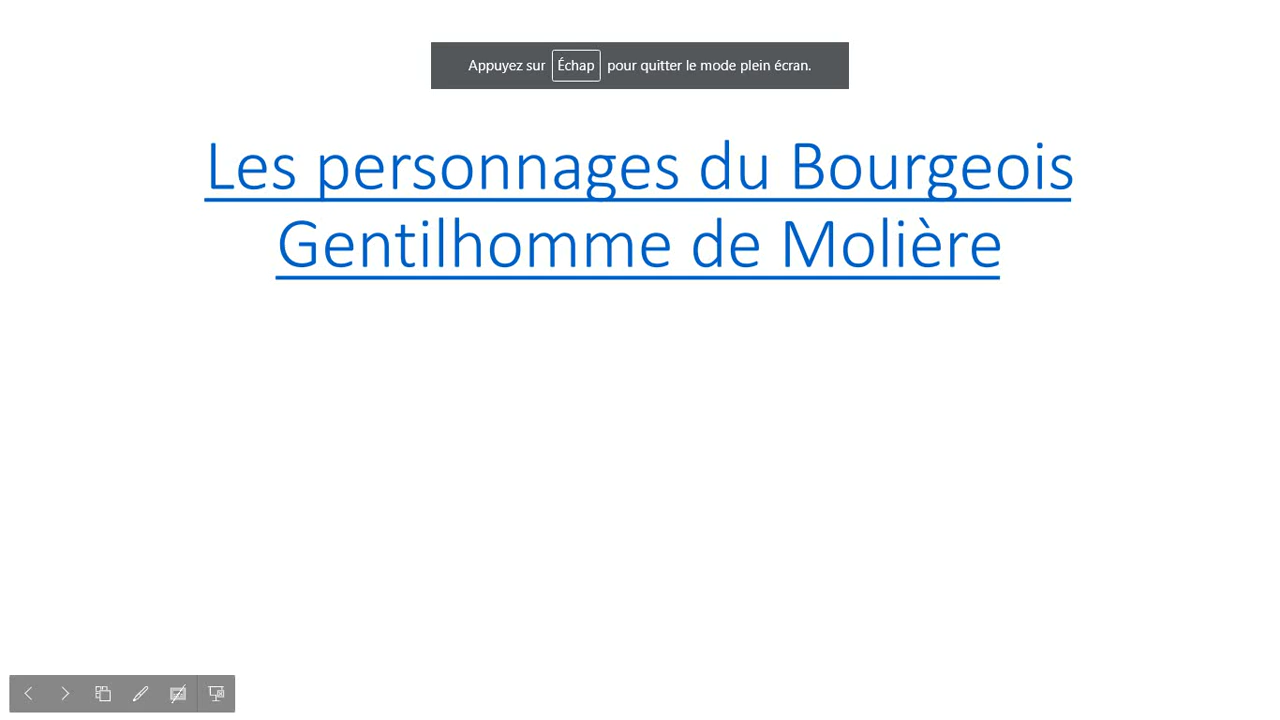 Appuyez sur Échap pour quitter le mode plein écran.
Les personnages du Bourgeois
Gentilhomme de Molière